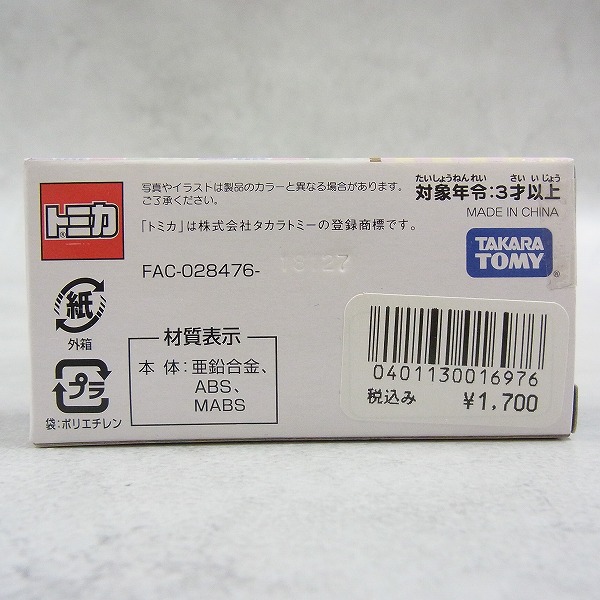 トミカ
®
写真やイラストは製品のカラーと異なる場合があります。
ご了承ください。
「トミカ」は株式会社タカラトミーの登録商標です。
たいしょうねんれい さい いじょう
対象年令:3才以上
MADE IN CHINA
TAKARA
TOMY®
FAC-028476-
紙
外箱
プラ
袋:ポリエチレン
材質表示
本 体:亜鉛合金、
ABS、
MABS
0401130016976
税込み ¥1,700